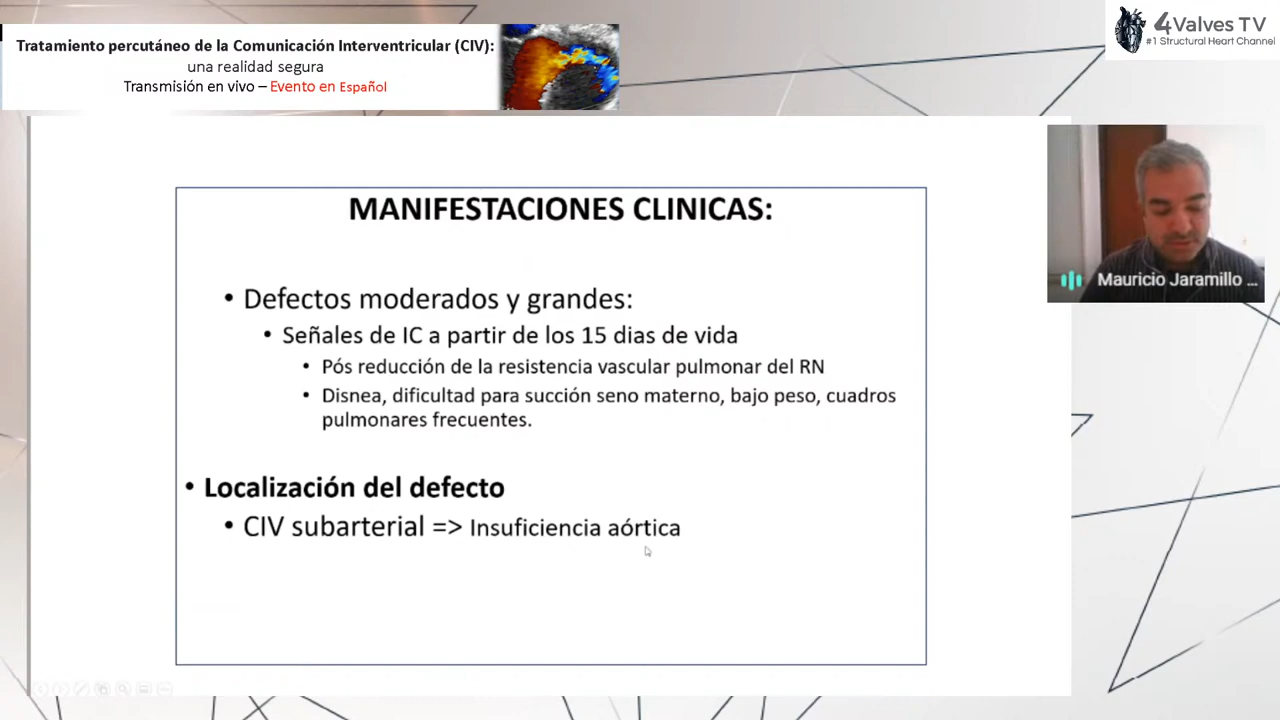 Tratamiento percutáneo de la Comunicación Interventricular (CIV):
una realidad segura
Transmisión en vivo – Evento en Español
4Valves TV
#1 Structural Heart Channel
MANIFESTACIONES CLINICAS:
• Defectos moderados y grandes:
• Señales de IC a partir de los 15 dias de vida
• Pós reducción de la resistencia vascular pulmonar del RN
• Disnea, dificultad para succión seno materno, bajo peso, cuadros
pulmonares frecuentes.
• Localización del defecto
• CIV subarterial => Insuficiencia aórtica
Mauricio Jaramillo ...